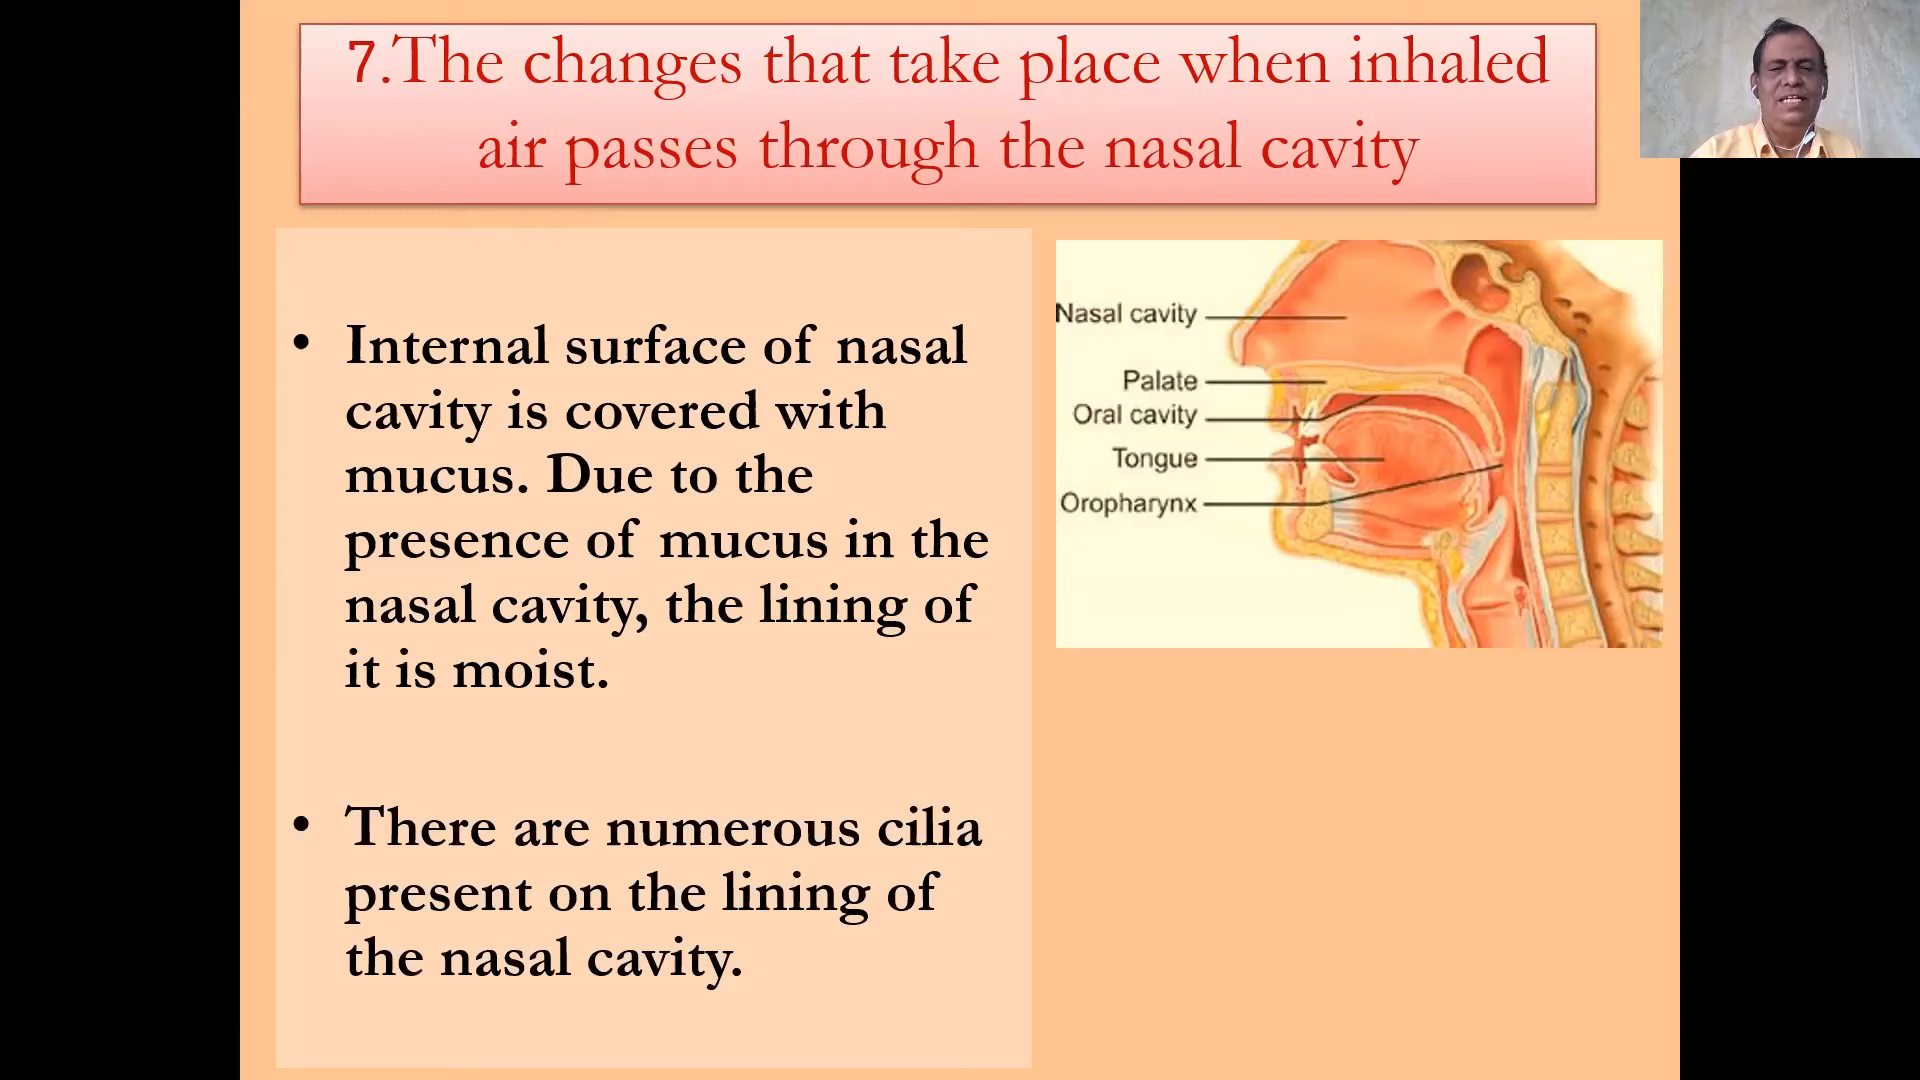 7.The changes that take place when inhaled
air passes through the nasal cavity
• Internal surface of nasal
cavity is covered with
mucus. Due to the
presence of mucus in the
nasal cavity, the lining of
it is moist.
• There are numerous cilia
present on the lining of
the nasal cavity.
Nasal cavity
Palate
Oral cavity
Tongue
Oropharynx